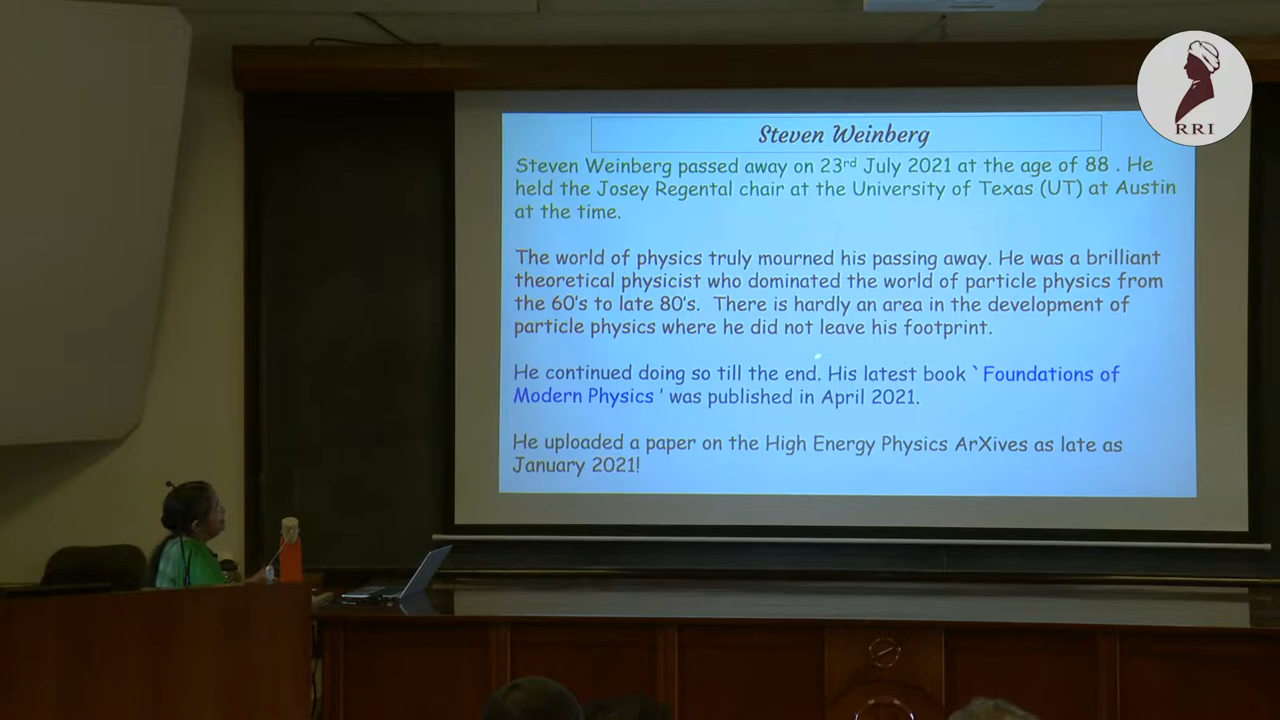 RRI
Steven Weinberg
Steven Weinberg passed away on 23rd July 2021 at the age of 88 . He
held the Josey Regental chair at the University of Texas (UT) at Austin
at the time.
The world of physics truly mourned his passing away. He was a brilliant
theoretical physicist who dominated the world of particle physics from
the 60's to late 80's. There is hardly an area in the development of
particle physics where he did not leave his footprint.
He continued doing so till the end. His latest book ` Foundations of
Modern Physics ' was published in April 2021.
He uploaded a paper on the High Energy Physics ArXives as late as
January 2021!